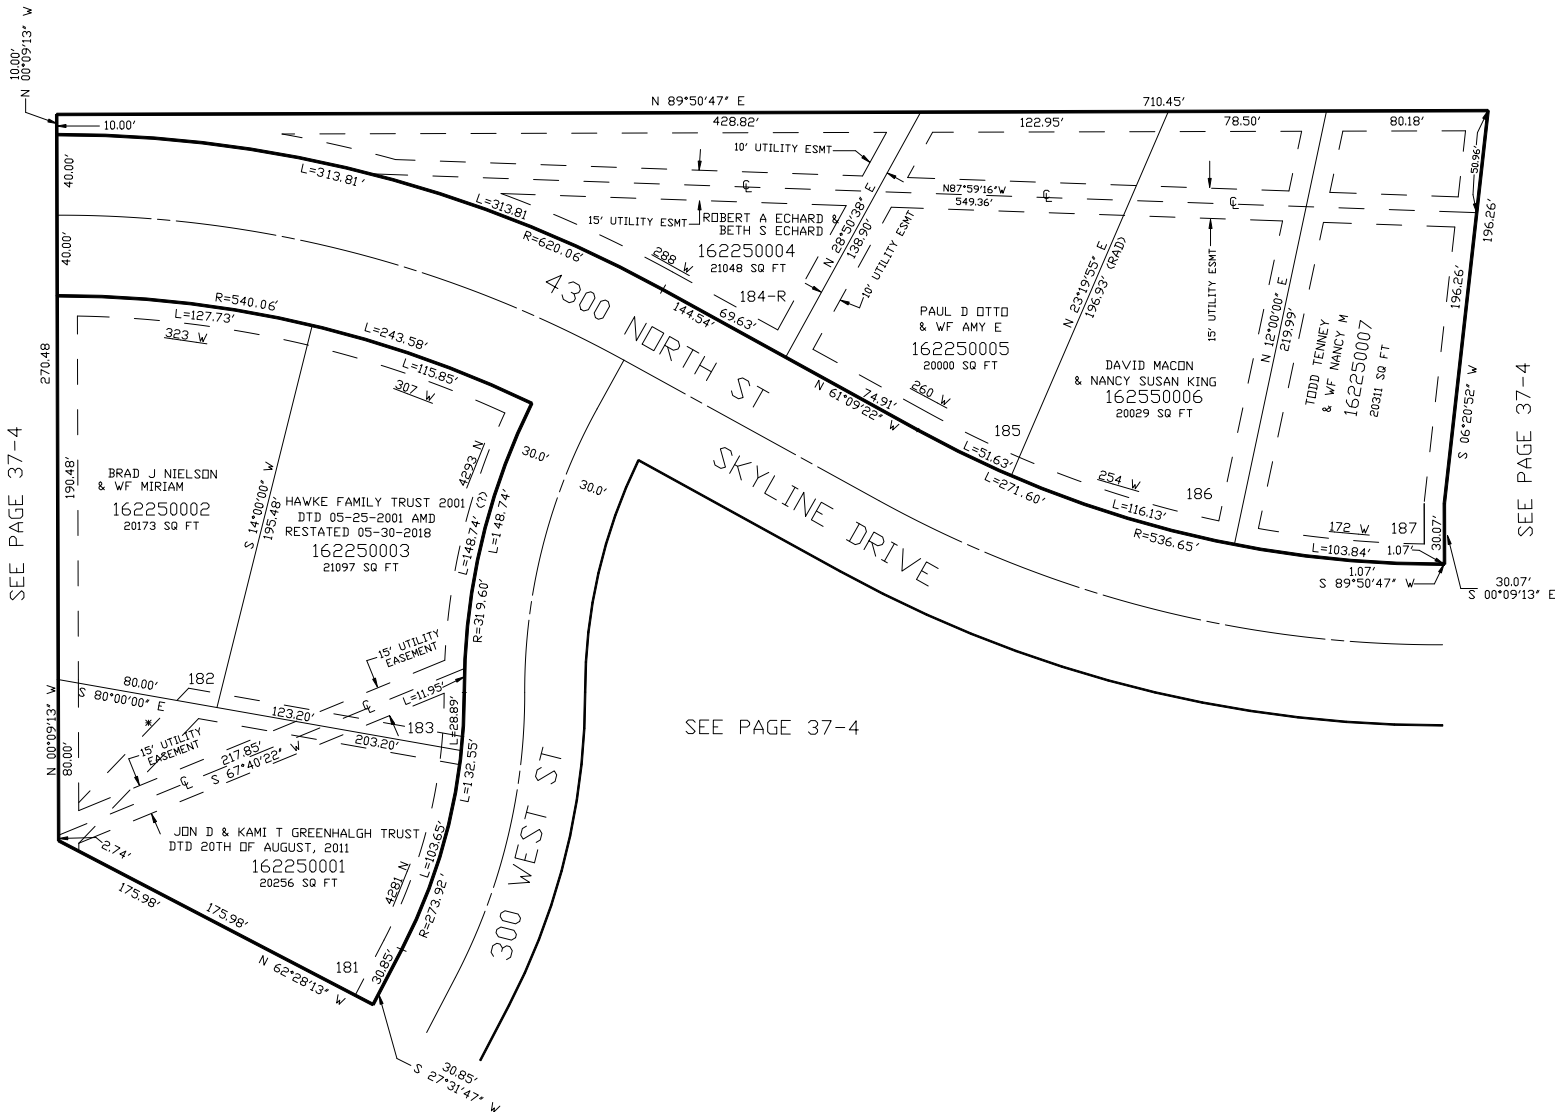 10.00'
N 00°09'13" W
N 89°50'47" E
710.45'
10.00'
428.82'
122.95'
78.50'
80.18'
50.96'
196.26'
196.26'
S 06°20'52" W
10' UTILITY ESMT
15' UTILITY ESMT
10' UTILITY ESMT
15' UTILITY ESMT
N87°59'16"W
549.36'
40.00'
40.00'
L=313.81'
L=313.81
R=620.06'
288 W
ROBERT A ECHARD &
BETH S ECHARD
162250004
21048 SQ FT
184-R
144.54'
69.63'
N 28°50'38" E
138.90'
PAUL D OTTO
& WF AMY E
162250005
20000 SQ FT
260 W
74.91'
N 61°09'22" W
185
L=51.63'
L=271.60'
N 23°19'55" E
196.93' (RAD)
DAVID MACON
& NANCY SUSAN KING
162550006
20029 SQ FT
254 W
186
L=116.13'
R=536.65'
N 12°00'00" E
219.99'
TODD TENNEY
& WF NANCY M
162250007
20311 SQ FT
172 W
187
L=103.84'
1.07'
30.07'
1.07'
S 89°50'47" W
30.07'
S 00°09'13" E
SEE PAGE 37-4
4300 NORTH ST
SKYLINE DRIVE
R=540.06'
L=127.73'
323 W
L=243.58'
L=115.85'
307 W
270.48
190.48'
SEE PAGE 37-4
BRAD J NIELSON
& WF MIRIAM
162250002
20173 SQ FT
S 14°00'00" W
195.48'
HAWKE FAMILY TRUST 2001
DTD 05-25-2001 AMD
RESTATED 05-30-2018
162250003
21097 SQ FT
4293 N
L=148.74' (?)
L=148.74'
R=319.60'
30.0'
30.0'
15' UTILITY
EASEMENT
182
80.00'
S 80°00'00" E
123.20'
203.20'
183
L=11.95'
L=28.89'
L=132.55'
*
15' UTILITY
EASEMENT
217.85'
S 67°40'22" W
N 00°09'13" W
80.00'
2.74'
JON D & KAMI T GREENHALGH TRUST
DTD 20TH OF AUGUST, 2011
162250001
20256 SQ FT
4281 N
L=103.65'
R=273.92'
175.98'
175.98'
N 62°28'13" W
181
30.85'
30.85'
S 27°31'47" W
300 WEST ST
SEE PAGE 37-4